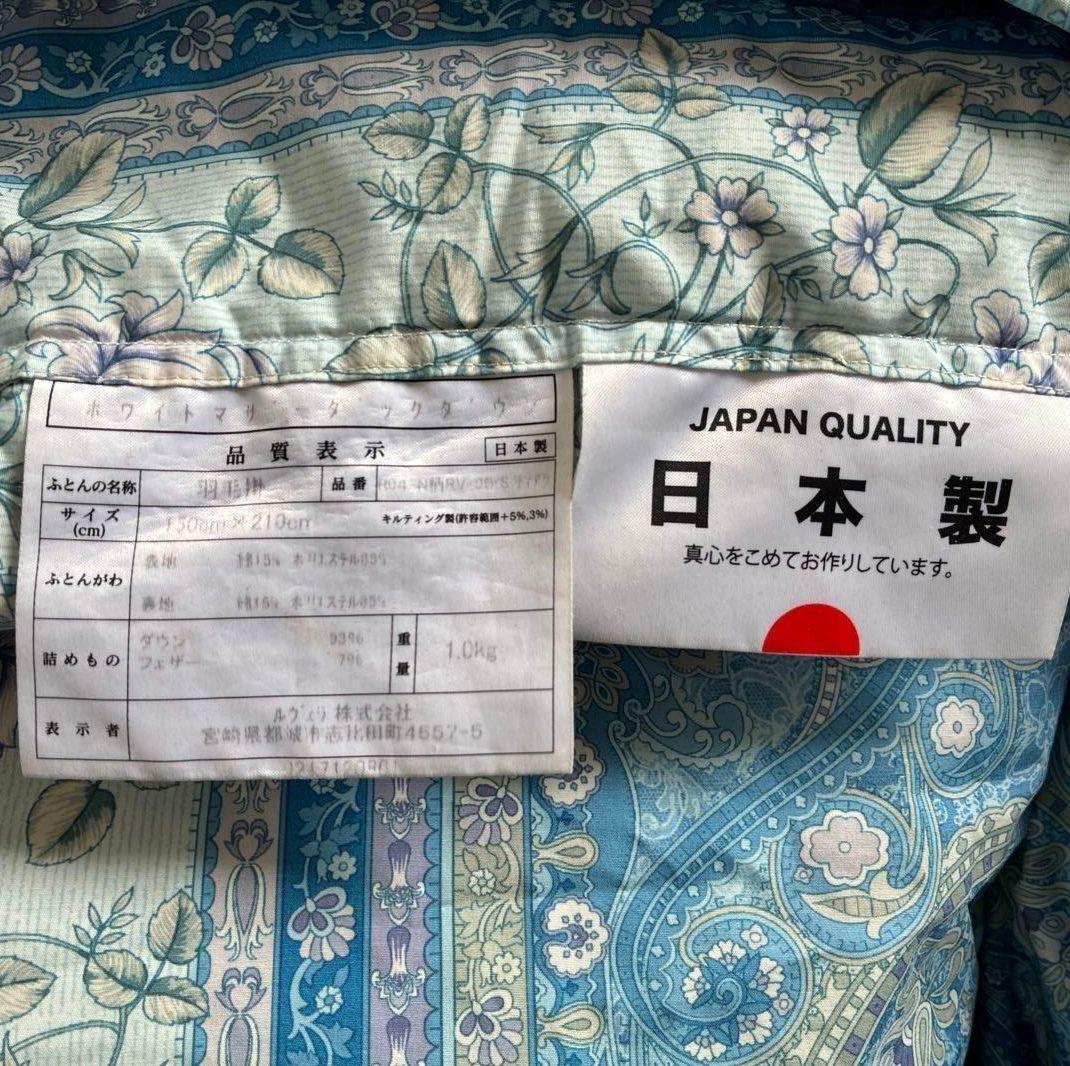 ホワイトマザーダックダウン
品質表示 日本製
ふとんの名称 羽毛掛 品番
サイズ(cm) 150cm×210cm キルティング製(許容範囲+5%,3%)
ふとんがわ 表地 綿15% ポリエステル85%
裏地 綿15% ポリエステル85%
詰めもの ダウン 93% 重量 1.0kg
フェザー 7%
表示者 ルヴェラ株式会社
宮崎県都城市志比田町4657-5
JAPAN QUALITY
日本製
真心をこめてお作りしています。